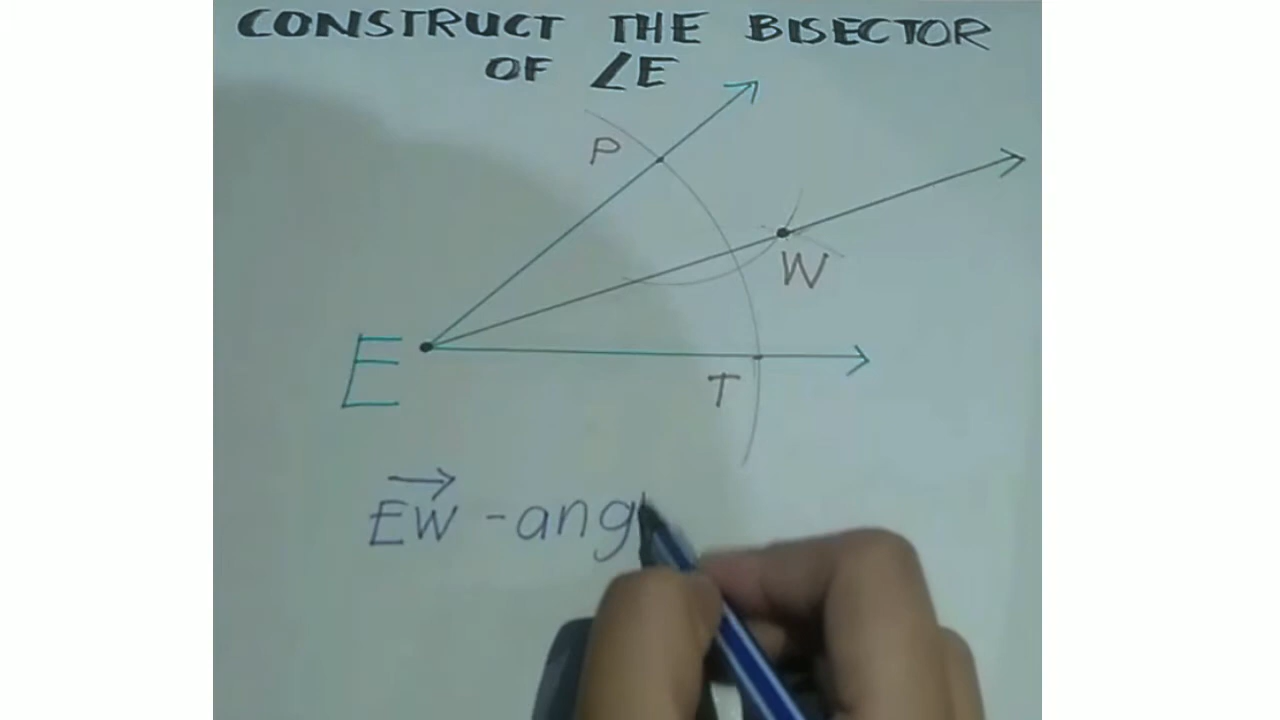 CONSTRUCT THE BISECTOR
OF ∠E
P
W
E
T
EW - ang